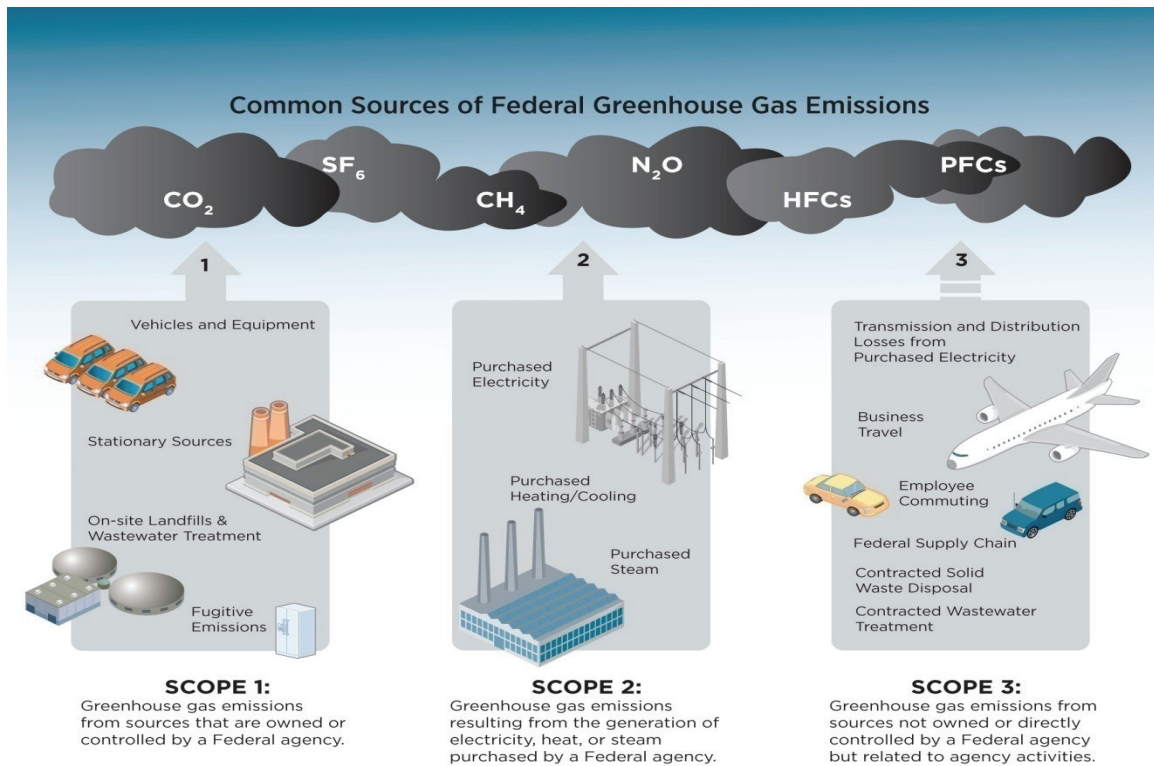 Common Sources of Federal Greenhouse Gas Emissions
CO₂
SF₆
CH₄
N₂O
HFCs
PFCs
1
Vehicles and Equipment
Stationary Sources
On-site Landfills &
Wastewater Treatment
Fugitive
Emissions
SCOPE 1:
Greenhouse gas emissions
from sources that are owned or
controlled by a Federal agency.
2
Purchased
Electricity
Purchased
Heating/Cooling
Purchased
Steam
SCOPE 2:
Greenhouse gas emissions
resulting from the generation of
electricity, heat, or steam
purchased by a Federal agency.
3
Transmission and Distribution
Losses from
Purchased Electricity
Business
Travel
Employee
Commuting
Federal Supply Chain
Contracted Solid
Waste Disposal
Contracted Wastewater
Treatment
SCOPE 3:
Greenhouse gas emissions from
sources not owned or directly
controlled by a Federal agency
but related to agency activities.